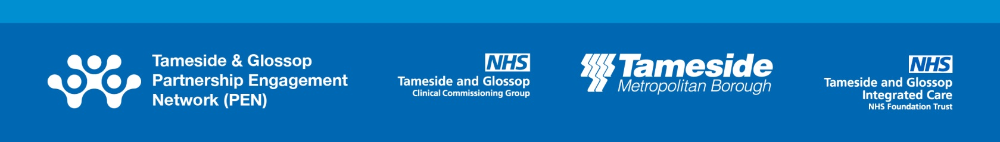 Tameside & Glossop
Partnership Engagement
Network (PEN)
NHS
Tameside and Glossop
Clinical Commissioning Group
Tameside
Metropolitan Borough
NHS
Tameside and Glossop
Integrated Care
NHS Foundation Trust